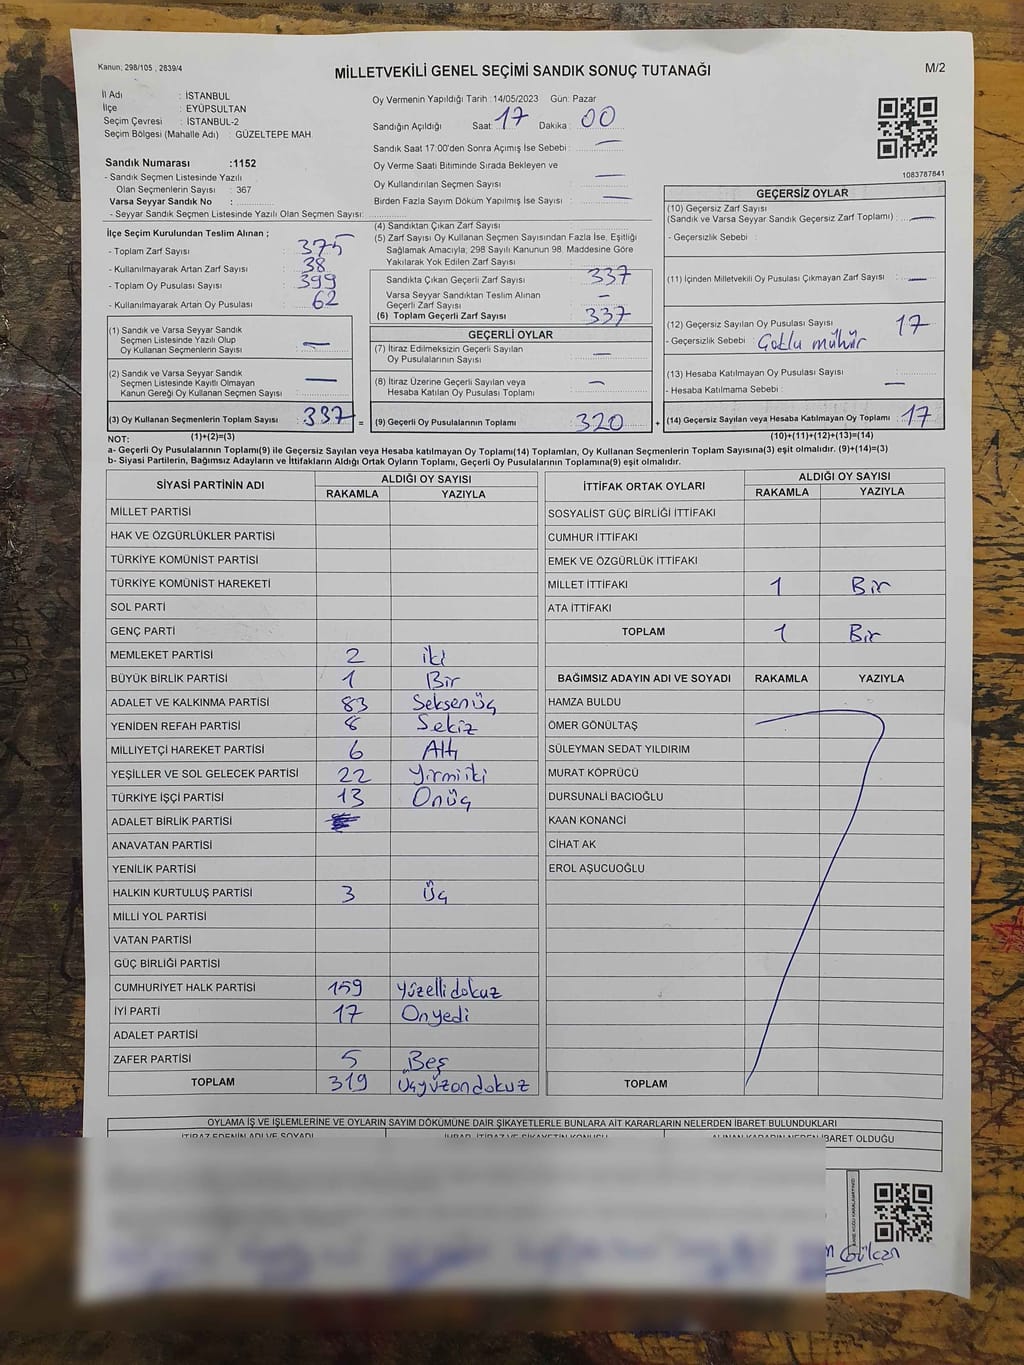 Kanun; 298/105 , 2839/4
MİLLETVEKİLİ GENEL SEÇİMİ SANDIK SONUÇ TUTANAĞI
M/2
İl Adı : İSTANBUL
İlçe : EYÜPSULTAN
Seçim Çevresi : İSTANBUL-2
Seçim Bölgesi (Mahalle Adı) : GÜZELTEPE MAH.
Oy Vermenin Yapıldığı Tarih : 14/05/2023 Gün: Pazar
Sandığın Açıldığı Saat: 17 Dakika : 00
Sandık Saat 17:00'den Sonra Açımış İse Sebebi : —
Oy Verme Saati Bitiminde Sırada Bekleyen ve
Oy Kullandırılan Seçmen Sayısı : —
Birden Fazla Sayım Döküm Yapılmış İse Sayısı : —
1083787841
Sandık Numarası :1152
- Sandık Seçmen Listesinde Yazılı
Olan Seçmenlerin Sayısı : 367
Varsa Seyyar Sandık No :
- Seyyar Sandık Seçmen Listesinde Yazılı Olan Seçmen Sayısı:
İlçe Seçim Kurulundan Teslim Alınan ;
- Toplam Zarf Sayısı : 375
- Kullanılmayarak Artan Zarf Sayısı : 38
- Toplam Oy Pusulası Sayısı : 399
- Kullanılmayarak Artan Oy Pusulası : 62
(1) Sandık ve Varsa Seyyar Sandık
Seçmen Listesinde Yazılı Olup
Oy Kullanan Seçmenlerin Sayısı : —
(2) Sandık ve Varsa Seyyar Sandık
Seçmen Listesinde Kayıtlı Olmayan
Kanun Gereği Oy Kullanan Seçmen Sayısı : —
(3) Oy Kullanan Seçmenlerin Toplam Sayısı : 337 =
(4) Sandıktan Çıkan Zarf Sayısı :
(5) Zarf Sayısı Oy Kullanan Seçmen Sayısından Fazla İse, Eşitliği
Sağlamak Amacıyla; 298 Sayılı Kanunun 98. Maddesine Göre
Yakılarak Yok Edilen Zarf Sayısı :
Sandıkta Çıkan Geçerli Zarf Sayısı : 337
Varsa Seyyar Sandıktan Teslim Alınan
Geçerli Zarf Sayısı : —
(6) Toplam Geçerli Zarf Sayısı : 337
GEÇERLİ OYLAR
(7) İtiraz Edilmeksizin Geçerli Sayılan
Oy Pusulalarının Sayısı : —
(8) İtiraz Üzerine Geçerli Sayılan veya
Hesaba Katılan Oy Pusulaları Toplamı : —
(9) Geçerli Oy Pusulalarının Toplamı : 320 +
GEÇERSİZ OYLAR
(10) Geçersiz Zarf Sayısı
(Sandık ve Varsa Seyyar Sandık Geçersiz Zarf Toplamı) : —
- Geçersizlik Sebebi :
(11) İçinden Milletvekili Oy Pusulası Çıkmayan Zarf Sayısı : —
(12) Geçersiz Sayılan Oy Pusulası Sayısı : 17
- Geçersizlik Sebebi : Çoklu mühür
(13) Hesaba Katılmayan Oy Pusulası Sayısı :
- Hesaba Katılmama Sebebi : —
(14) Geçersiz Sayılan veya Hesaba Katılmayan Oy Pusulası Toplamı : 17
NOT: (1)+(2)=(3) (10)+(11)+(12)+(13)=(14)
a- Geçerli Oy Pusulalarının Toplamı(9) ile Geçersiz Sayılan veya Hesaba katılmayan Oy Toplamı(14) Toplamları, Oy Kullanan Seçmenlerin Toplam Sayısına(3) eşit olmalıdır. (9)+(14)=(3)
b- Siyasi Partilerin, Bağımsız Adayların ve İttifakların Aldığı Ortak Oyların Toplamı, Geçerli Oy Pusulalarının Toplamına(9) eşit olmalıdır.
SİYASİ PARTİNİN ADI ALDIĞI OY SAYISI
RAKAMLA YAZIYLA
MİLLET PARTİSİ
HAK VE ÖZGÜRLÜKLER PARTİSİ
TÜRKİYE KOMÜNİST PARTİSİ
TÜRKİYE KOMÜNİST HAREKETİ
SOL PARTİ
GENÇ PARTİ
MEMLEKET PARTİSİ 2 iki
BÜYÜK BİRLİK PARTİSİ 1 Bir
ADALET VE KALKINMA PARTİSİ 83 Seksenüç
YENİDEN REFAH PARTİSİ 8 Sekiz
MİLLİYETÇİ HAREKET PARTİSİ 6 Altı
YEŞİLLER VE SOL GELECEK PARTİSİ 22 Yirmiiki
TÜRKİYE İŞÇİ PARTİSİ 13 Onüç
ADALET BİRLİK PARTİSİ
ANAVATAN PARTİSİ
YENİLİK PARTİSİ
HALKIN KURTULUŞ PARTİSİ 3 Üç
MİLLİ YOL PARTİSİ
VATAN PARTİSİ
GÜÇ BİRLİĞİ PARTİSİ
CUMHURİYET HALK PARTİSİ 159 Yüzellidokuz
İYİ PARTİ 17 Onyedi
ADALET PARTİSİ
ZAFER PARTİSİ 5 Beş
TOPLAM 319 Üçyüzondokuz
İTTİFAK ORTAK OYLARI ALDIĞI OY SAYISI
RAKAMLA YAZIYLA
SOSYALİST GÜÇ BİRLİĞİ İTTİFAKI
CUMHUR İTTİFAKI
EMEK VE ÖZGÜRLÜK İTTİFAKI
MİLLET İTTİFAKI 1 Bir
ATA İTTİFAKI
TOPLAM 1 Bir
BAĞIMSIZ ADAYIN ADI VE SOYADI RAKAMLA YAZIYLA
HAMZA BULDU
ÖMER GÖNÜLTAŞ
SÜLEYMAN SEDAT YILDIRIM
MURAT KÖPRÜCÜ
DURSUNALİ BACIOĞLU
KAAN KONANCİ
CİHAT AK
EROL AŞUCUOĞLU
TOPLAM
OYLAMA İŞ VE İŞLEMLERİNE VE OYLARIN SAYIM DÖKÜMÜNE DAİR ŞİKAYETLERLE BUNLARA AİT KARARLARIN NELERDEN İBARET BULUNDUKLARI
İTİRAZ EDENİN ADI VE SOYADI İHBAR, İTİRAZ VE ŞİKAYETİN KONUSU ALINAN KARARIN NEDEN İBARET OLDUĞU
Gülcan